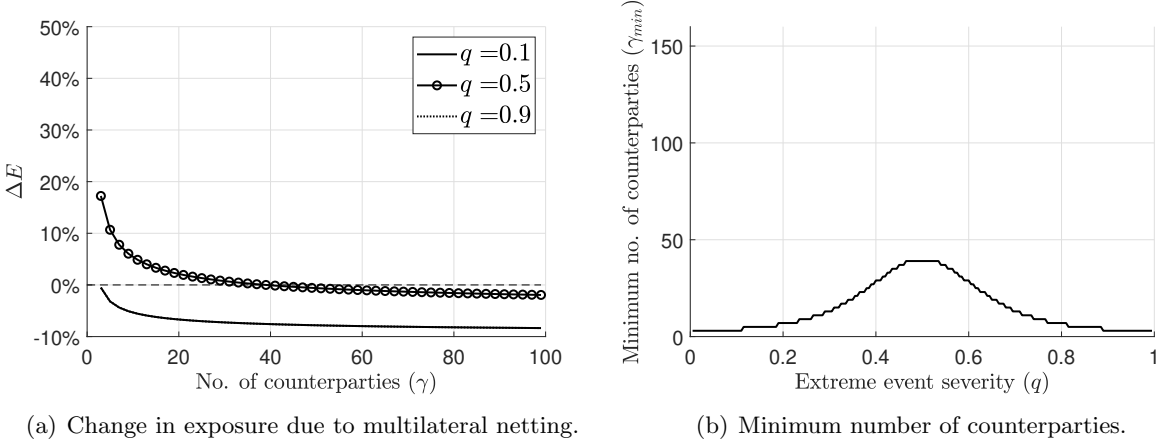 50%
40%
30%
20%
10%
0%
-10%
ΔE
0 20 40 60 80 100
No. of counterparties (γ)
q =0.1
q =0.5
q =0.9
(a) Change in exposure due to multilateral netting.
150
100
50
0
Minimum no. of counterparties (γmin)
0 0.2 0.4 0.6 0.8 1
Extreme event severity (q)
(b) Minimum number of counterparties.